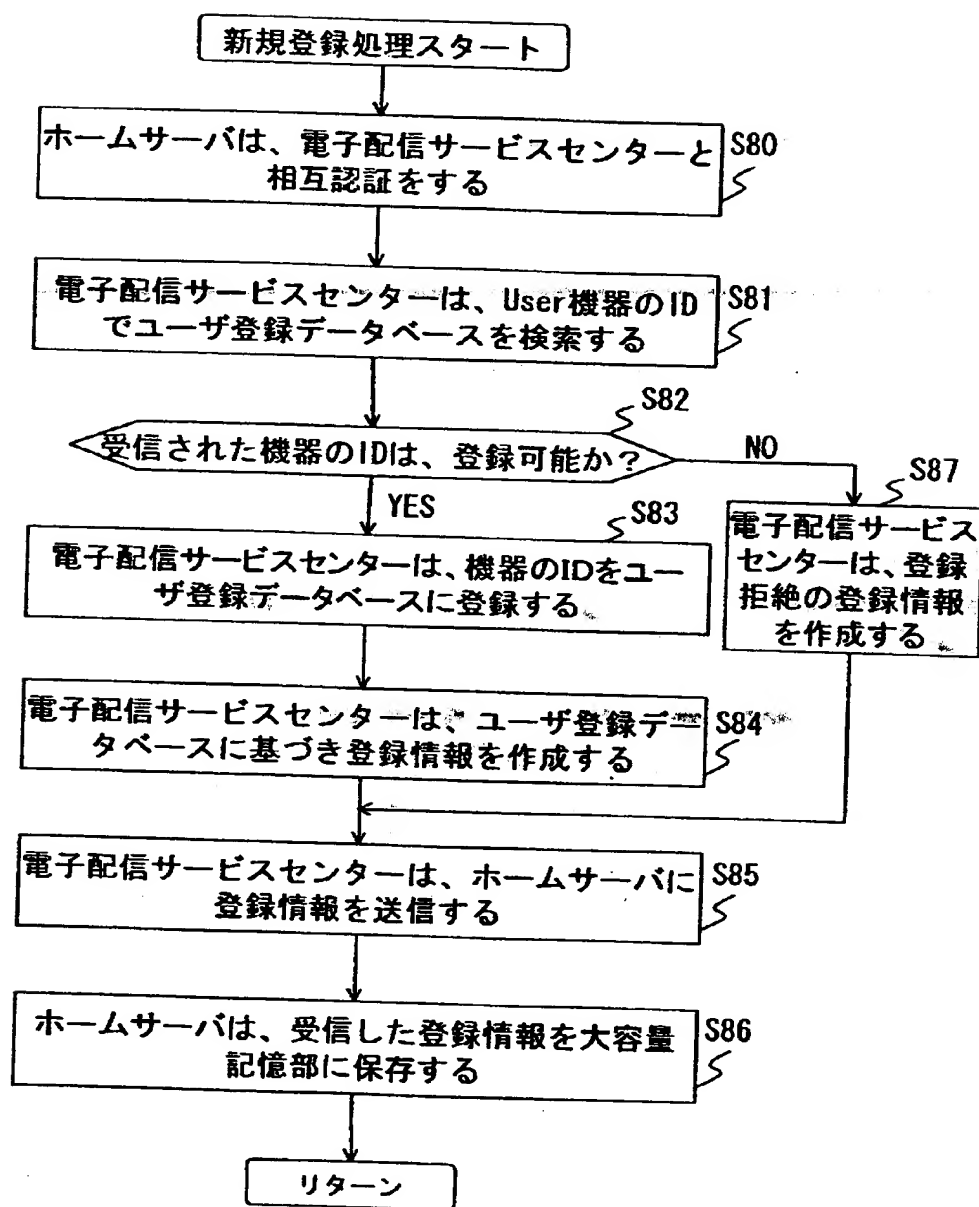 新規登録処理スタート
ホームサーバは、電子配信サービスセンターと
相互認証をする
S80
電子配信サービスセンターは、User機器のID
でユーザ登録データベースを検索する
S81
S82
受信された機器のIDは、登録可能か？
NO
YES
S87
電子配信サービス
センターは、登録
拒絶の登録情報
を作成する
S83
電子配信サービスセンターは、機器のIDをユー
ザ登録データベースに登録する
電子配信サービスセンターは、ユーザ登録デー
タベースに基づき登録情報を作成する
S84
電子配信サービスセンターは、ホームサーバに
登録情報を送信する
S85
ホームサーバは、受信した登録情報を大容量
記憶部に保存する
S86
リターン